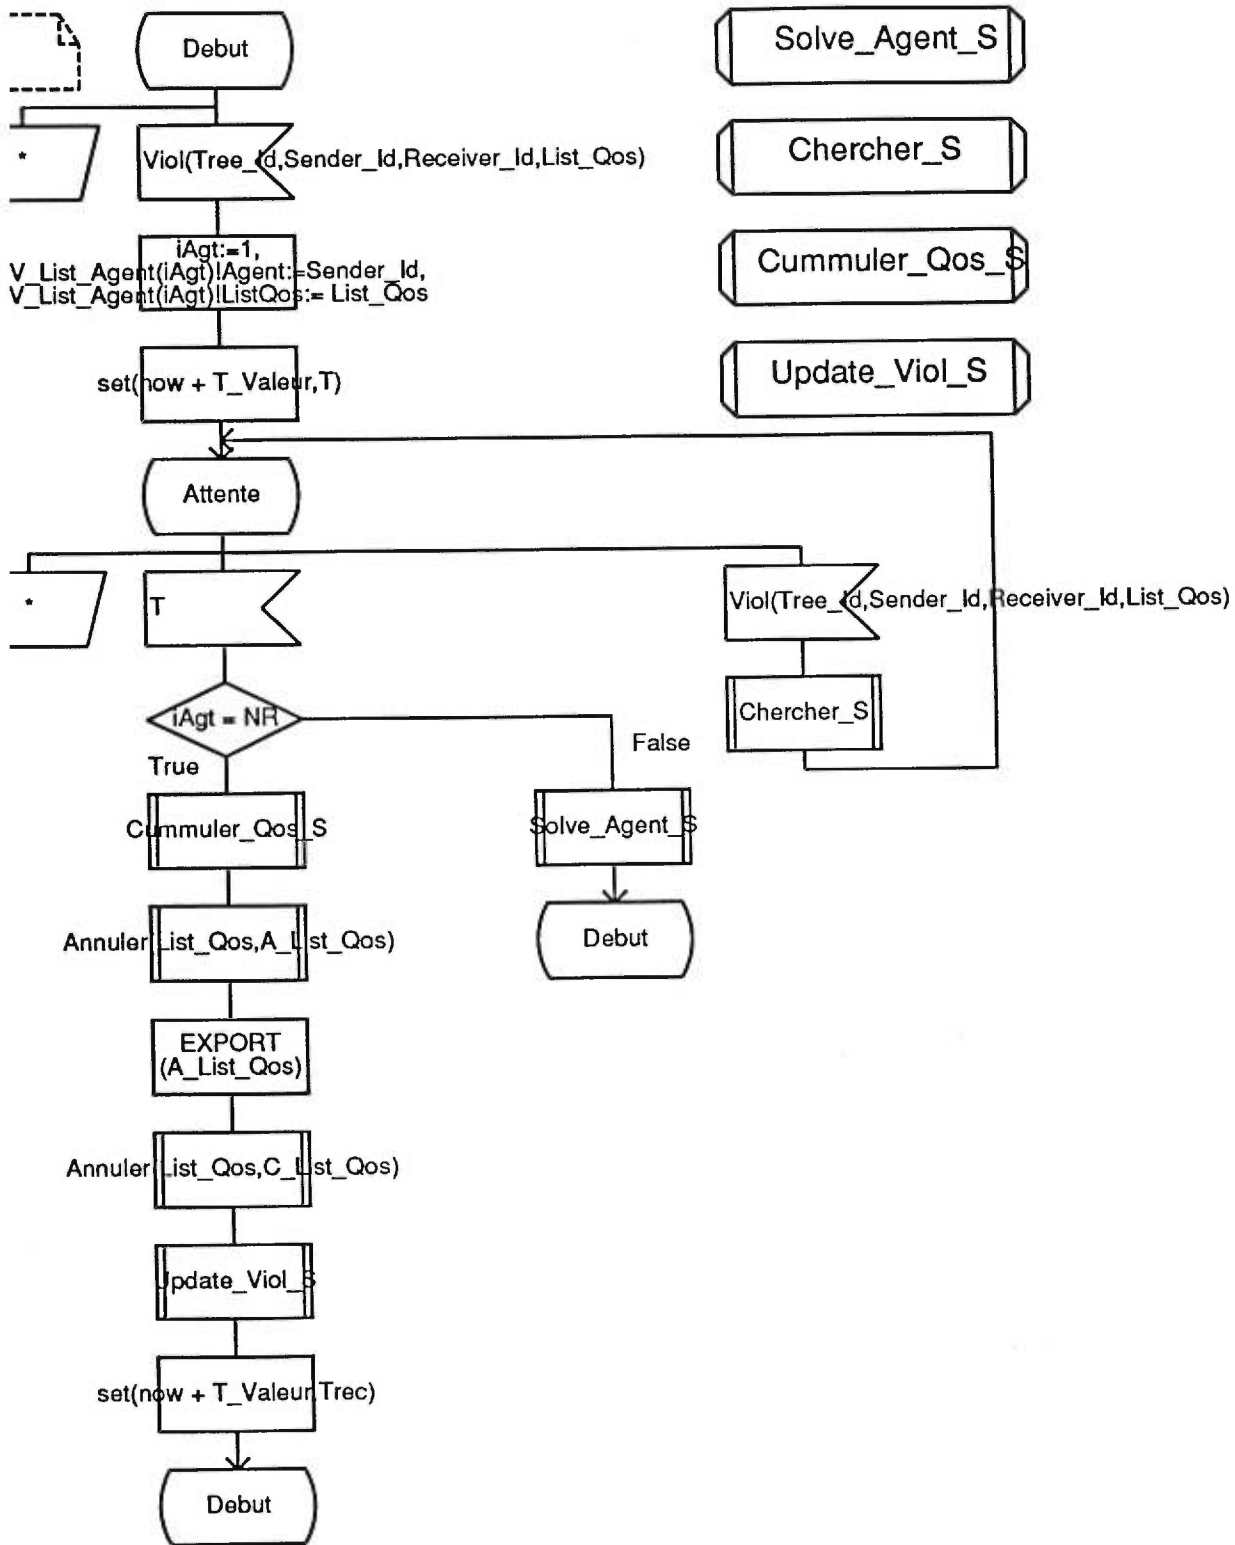 Debut
Solve_Agent_S
*
Viol(Tree_Id,Sender_Id,Receiver_Id,List_Qos)
Chercher_S
iAgt:=1,
V_List_Agent(iAgt)!Agent:=Sender_Id,
V_List_Agent(iAgt)!ListQos:= List_Qos
Cummuler_Qos_S
set(now + T_Valeur,T)
Update_Viol_S
Attente
*
T
Viol(Tree_Id,Sender_Id,Receiver_Id,List_Qos)
iAgt = NR
Chercher_S
True
False
Cummuler_Qos_S
Solve_Agent_S
Annuler(List_Qos,A_List_Qos)
Debut
EXPORT
(A_List_Qos)
Annuler(List_Qos,C_List_Qos)
Update_Viol_S
set(now + T_Valeur,Trec)
Debut